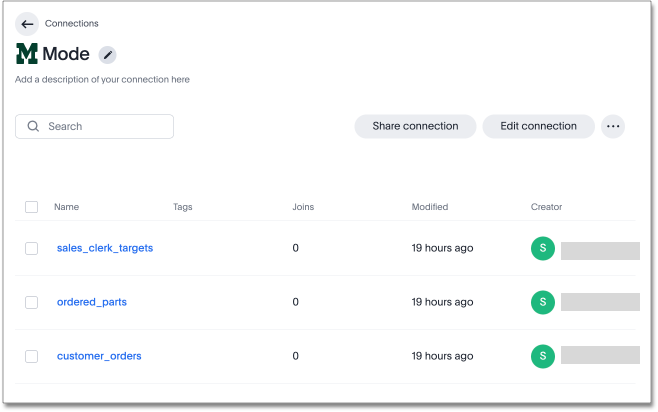 Connections
M Mode
Add a description of your connection here
Search
Share connection
Edit connection
Name Tags Joins Modified Creator
sales_clerk_targets 0 19 hours ago S
ordered_parts 0 19 hours ago S
customer_orders 0 19 hours ago S